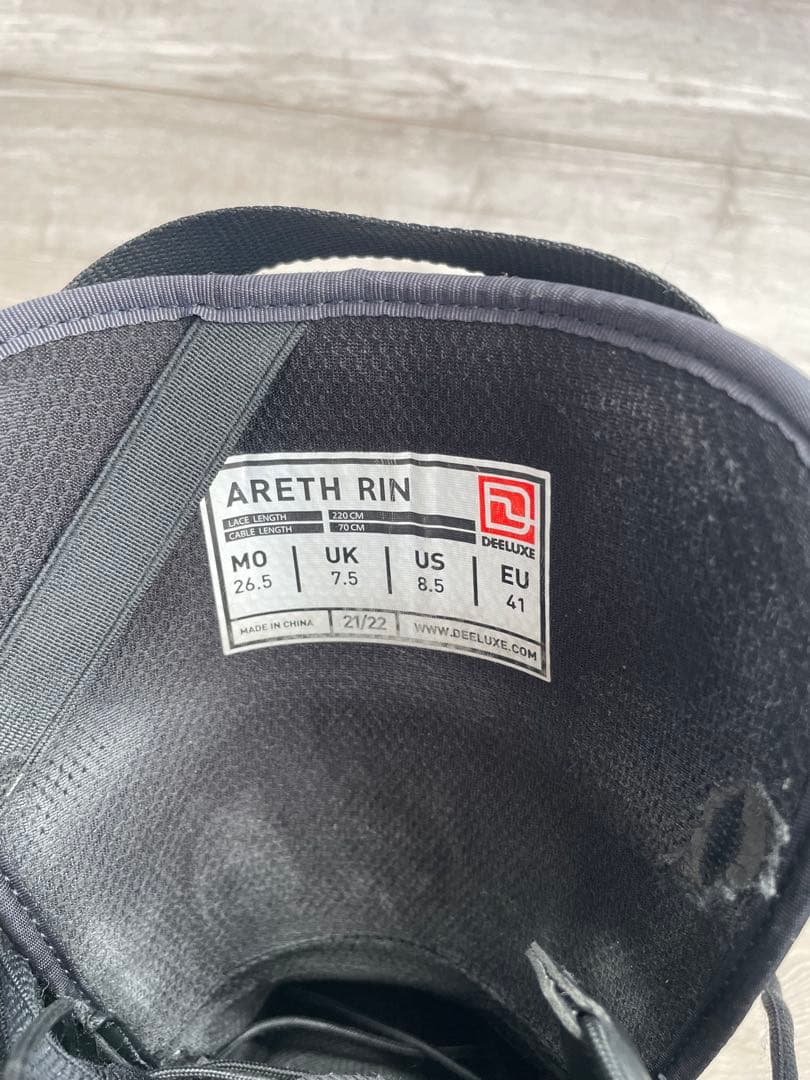 ARETH RIN
LACE LENGTH 220 CM
CABLE LENGTH 70 CM
DEELUXE
MO UK US EU
26.5 7.5 8.5 41
MADE IN CHINA 21/22 WWW.DEELUXE.COM